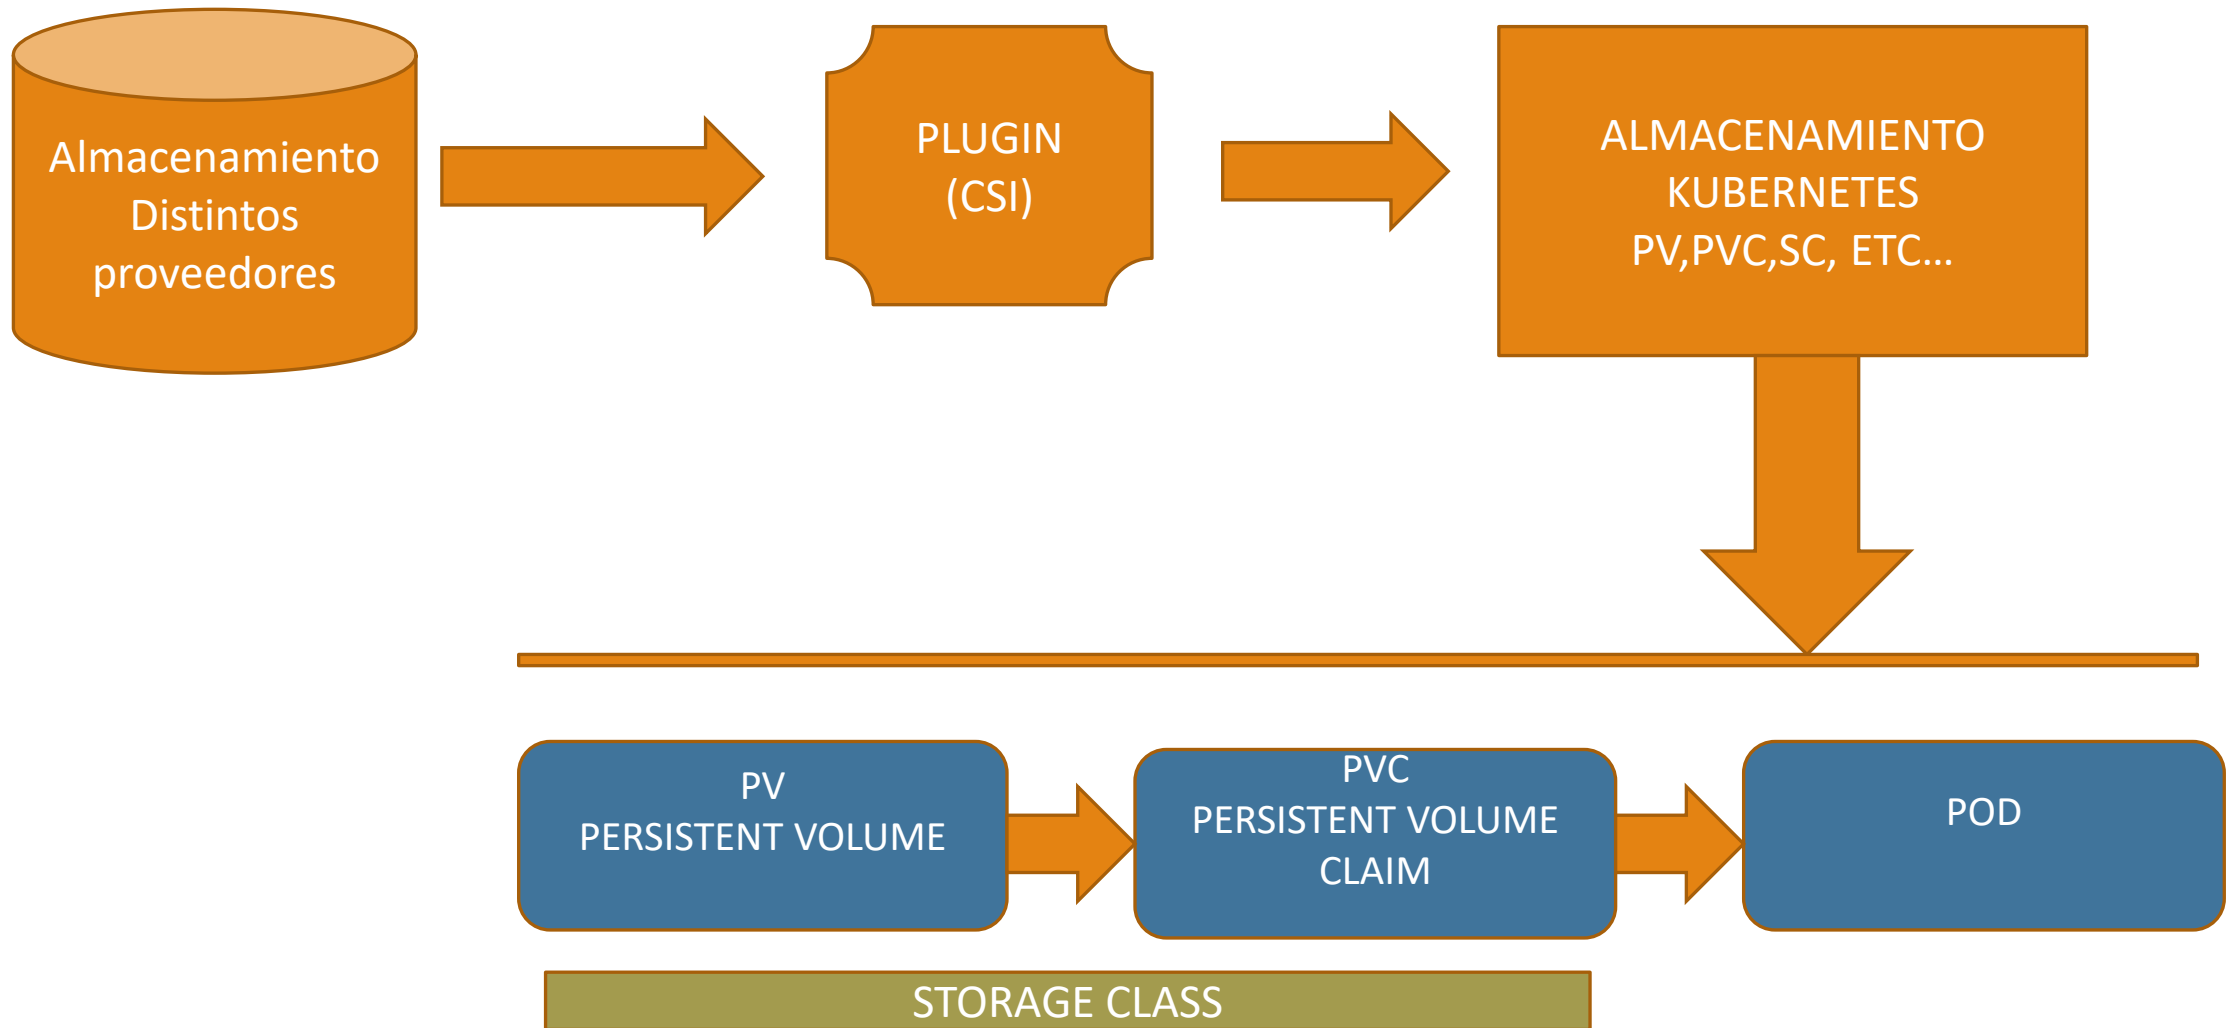 Almacenamiento
Distintos
proveedores
PLUGIN
(CSI)
ALMACENAMIENTO
KUBERNETES
PV,PVC,SC, ETC...
PV
PERSISTENT VOLUME
PVC
PERSISTENT VOLUME
CLAIM
POD
STORAGE CLASS